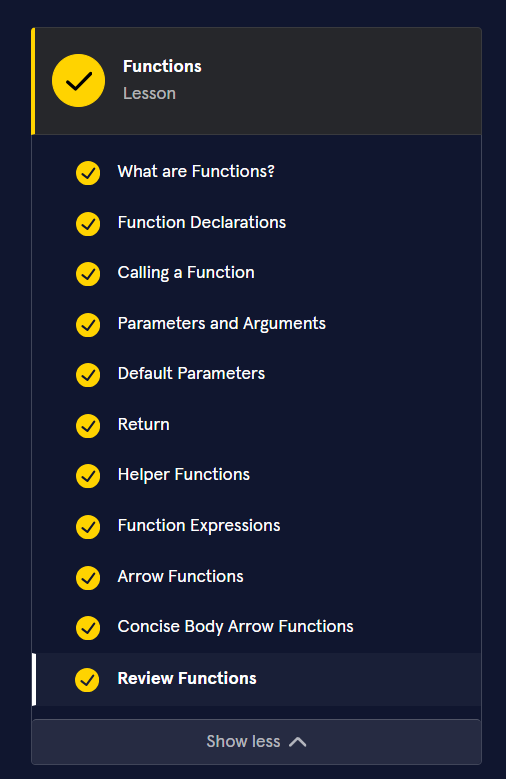 Functions
Lesson
What are Functions?
Function Declarations
Calling a Function
Parameters and Arguments
Default Parameters
Return
Helper Functions
Function Expressions
Arrow Functions
Concise Body Arrow Functions
Review Functions
Show less